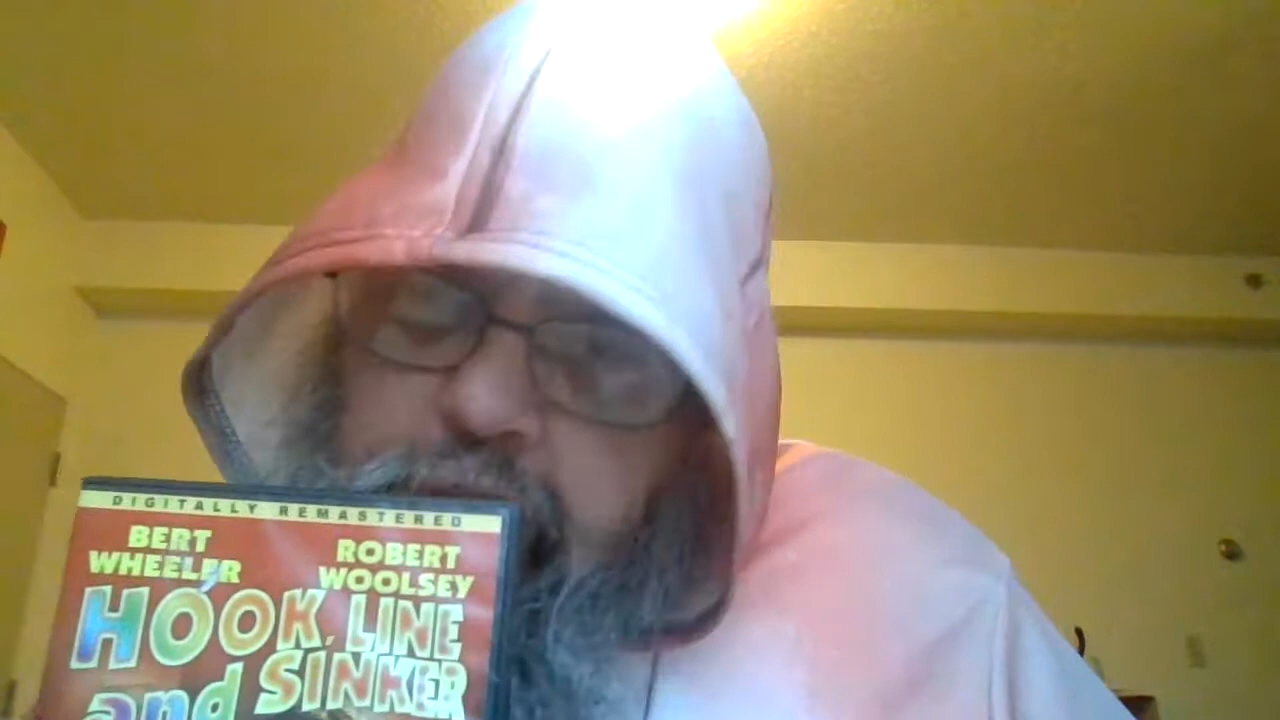 DIGITALLY REMASTERED
BERT WHEELER
ROBERT WOOLSEY
HOOK, LINE
and SINKER